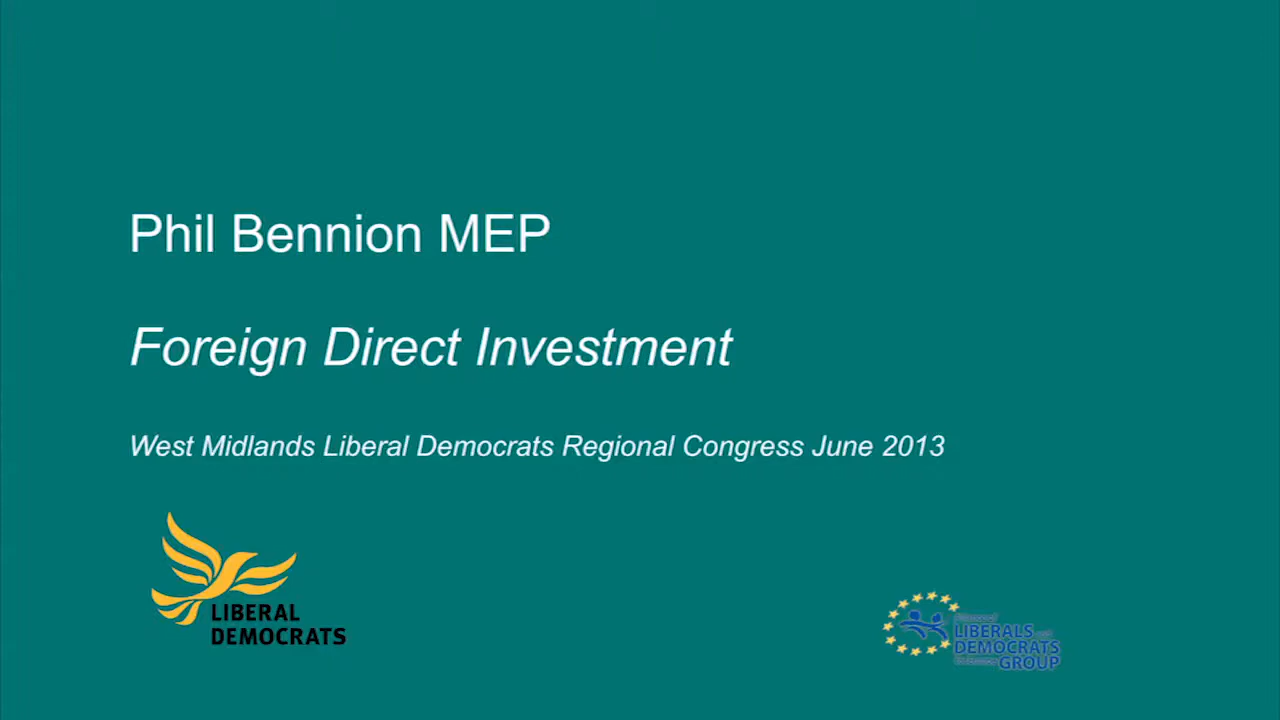 Phil Bennion MEP
Foreign Direct Investment
West Midlands Liberal Democrats Regional Congress June 2013
LIBERAL
DEMOCRATS
LIBERALS
DEMOCRATS
GROUP